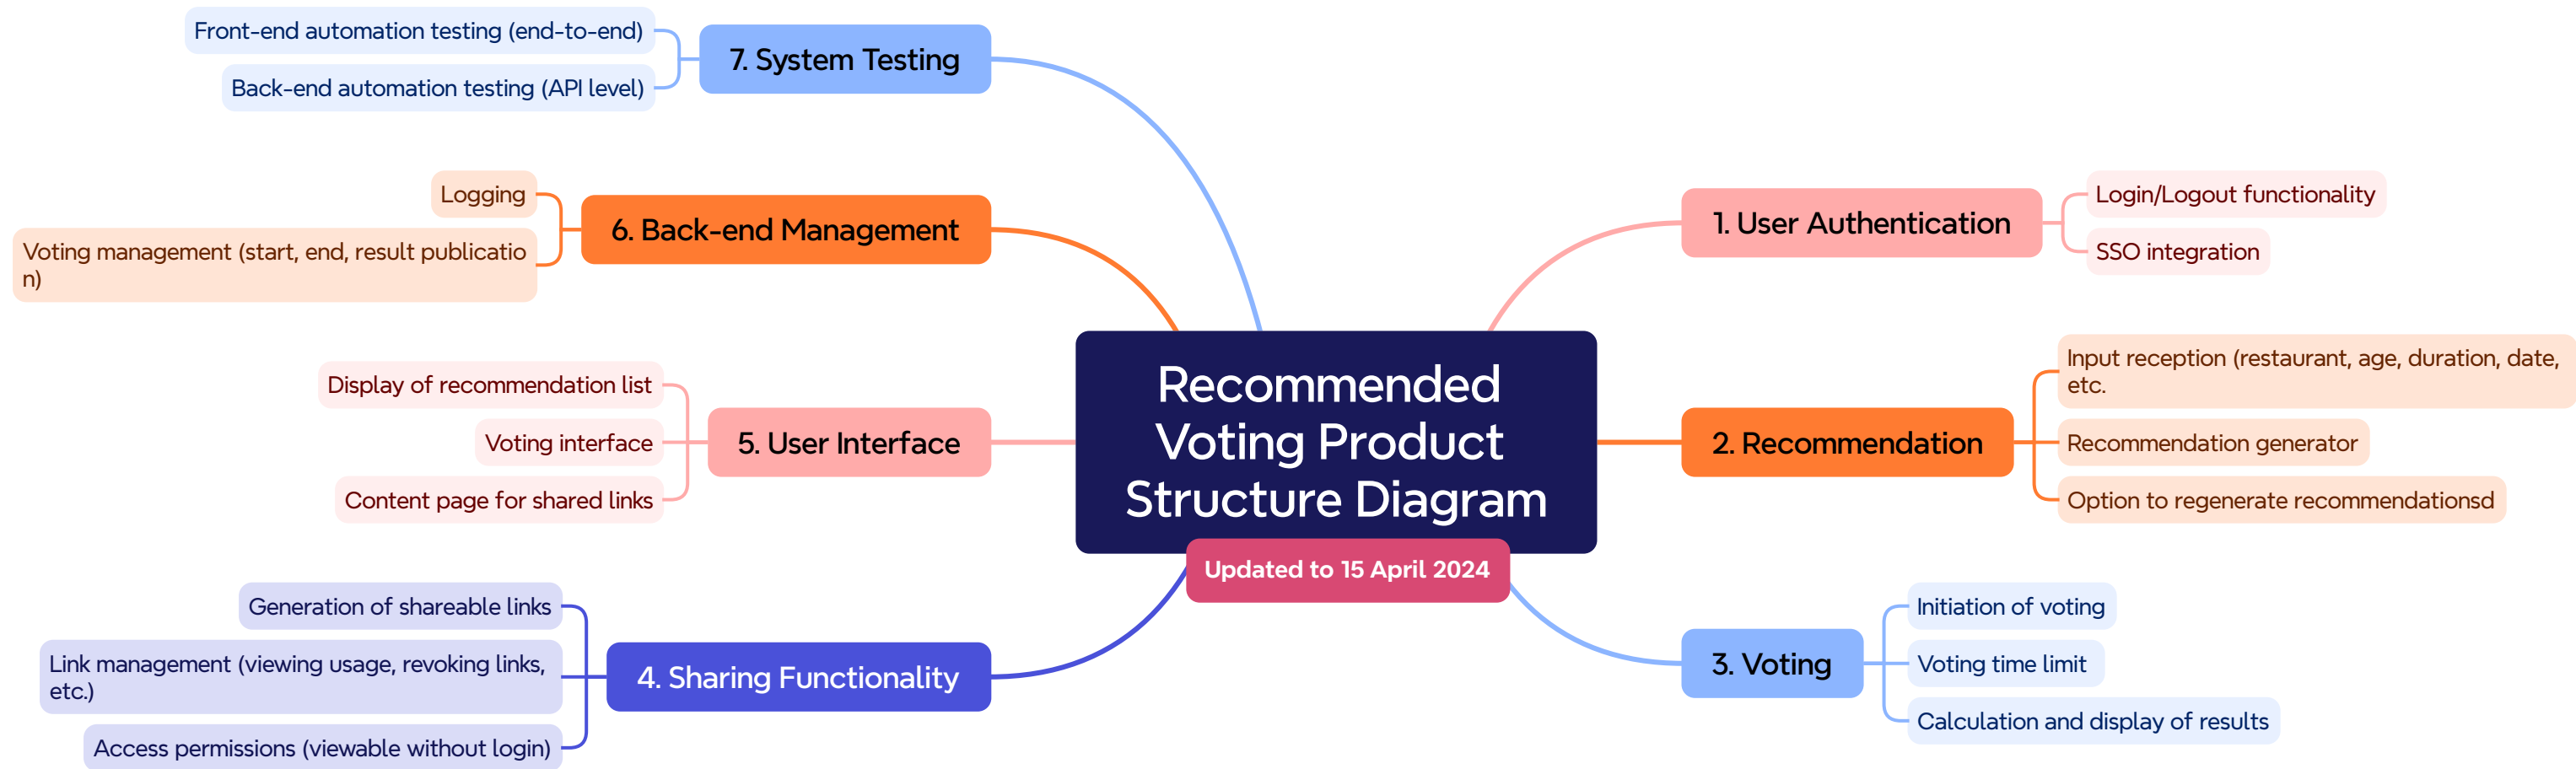 Recommended
Voting Product
Structure Diagram
Updated to 15 April 2024
1. User Authentication
Login/Logout functionality
SSO integration
2. Recommendation
Input reception (restaurant, age, duration, date,
etc.
Recommendation generator
Option to regenerate recommendationsd
3. Voting
Initiation of voting
Voting time limit
Calculation and display of results
4. Sharing Functionality
Generation of shareable links
Link management (viewing usage, revoking links,
etc.)
Access permissions (viewable without login)
5. User Interface
Display of recommendation list
Voting interface
Content page for shared links
6. Back-end Management
Logging
Voting management (start, end, result publicatio
n)
7. System Testing
Front-end automation testing (end-to-end)
Back-end automation testing (API level)